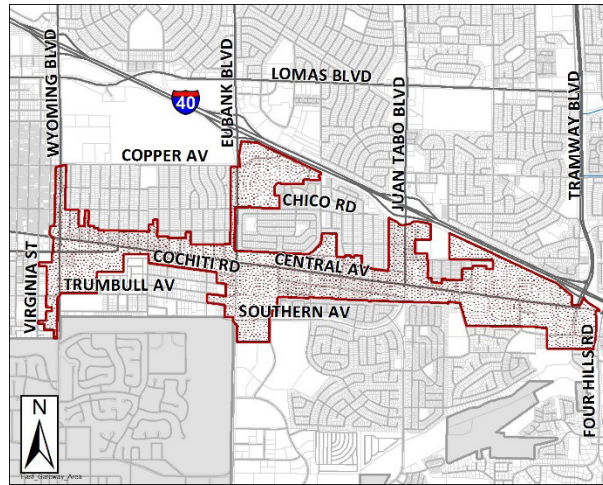 WYOMING BLVD
EUBANK BLVD
LOMAS BLVD
40
JUAN TABO BLVD
TRAMWAY BLVD
COPPER AV
CHICO RD
VIRGINIA ST
COCHITI RD
CENTRAL AV
TRUMBULL AV
SOUTHERN AV
FOUR HILLS RD
N
East_Gateway_Area